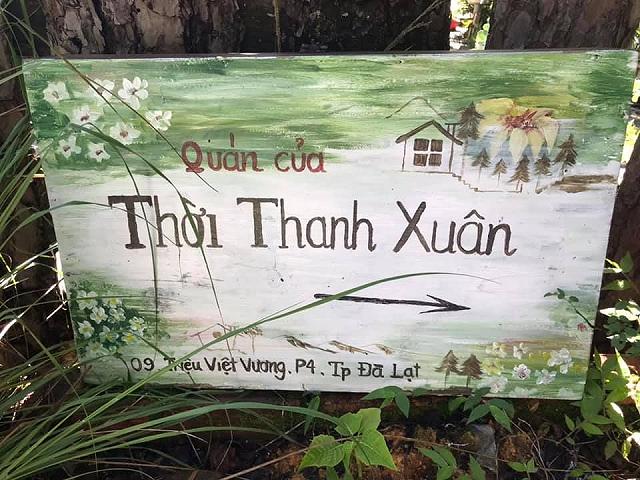 Quán của
Thời Thanh Xuân
09 Triệu Việt Vương. P4. Tp Đà Lạt